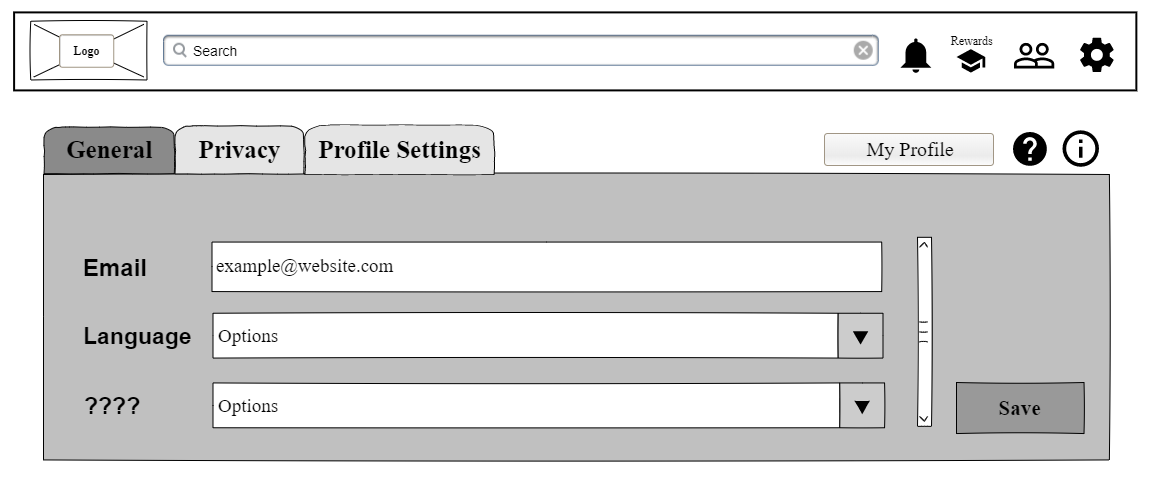 Logo
Search
Rewards
General
Privacy
Profile Settings
My Profile
?
i
Email
example@website.com
Language
Options
????
Options
Save